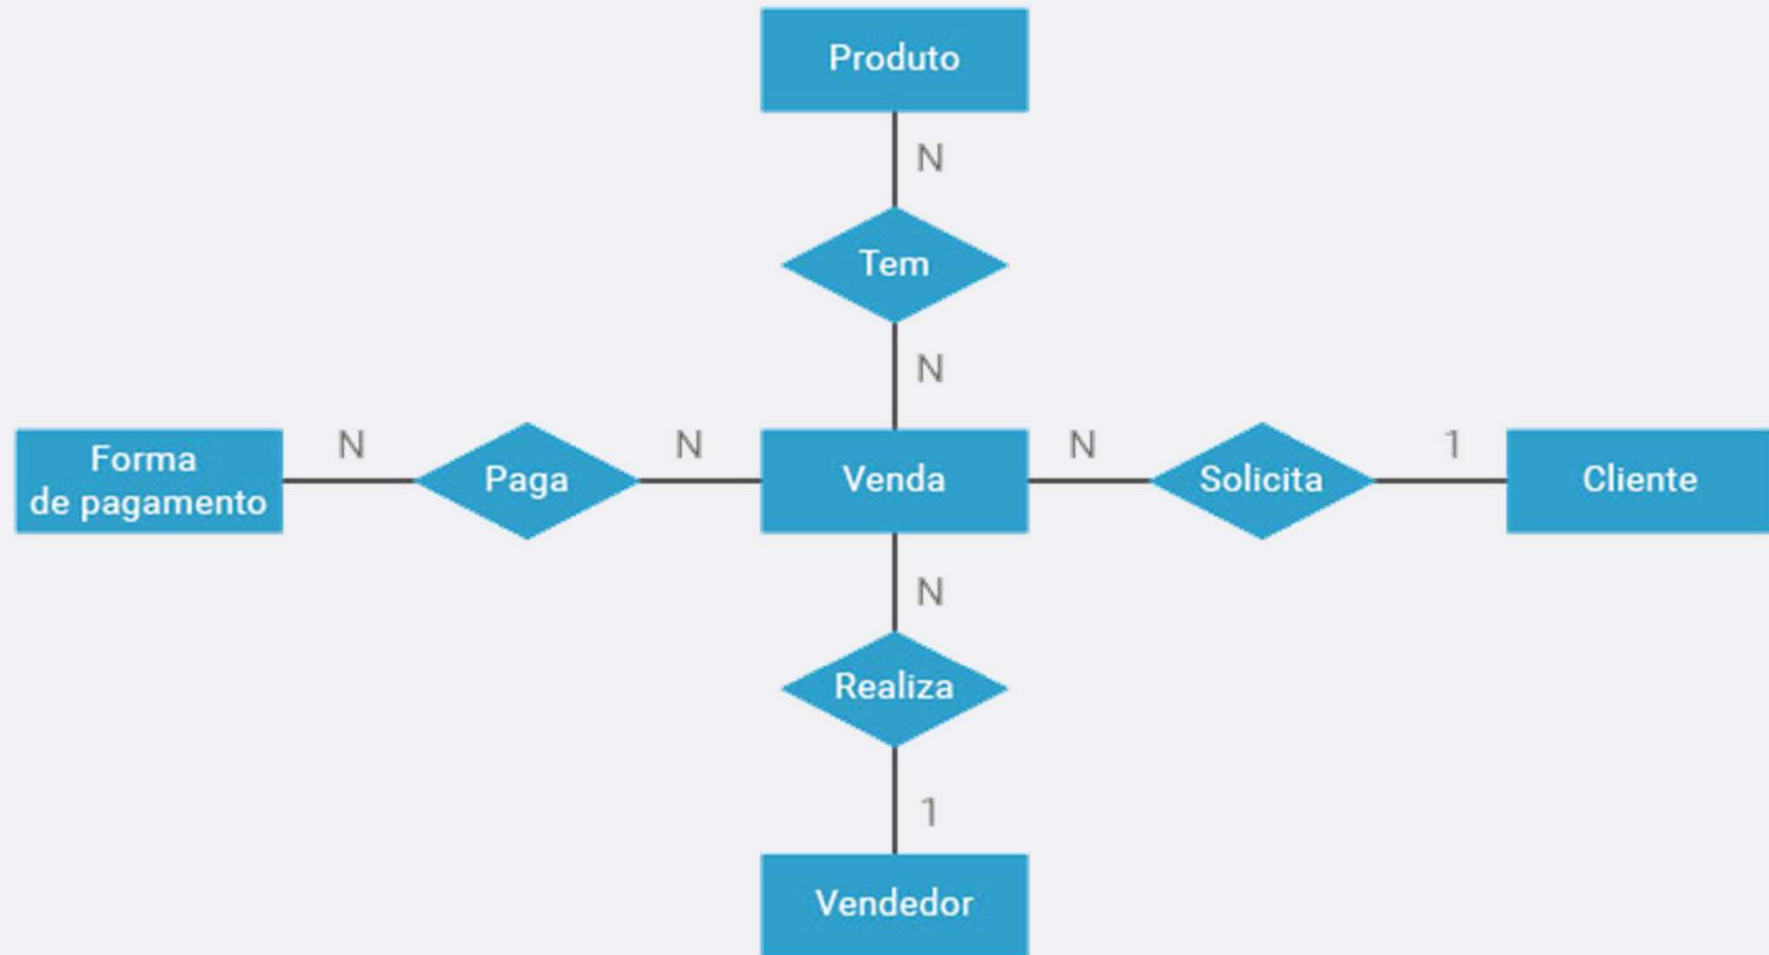 Produto
N
Tem
N
Forma
de pagamento
N
Paga
N
Venda
N
Solicita
1
Cliente
N
Realiza
1
Vendedor